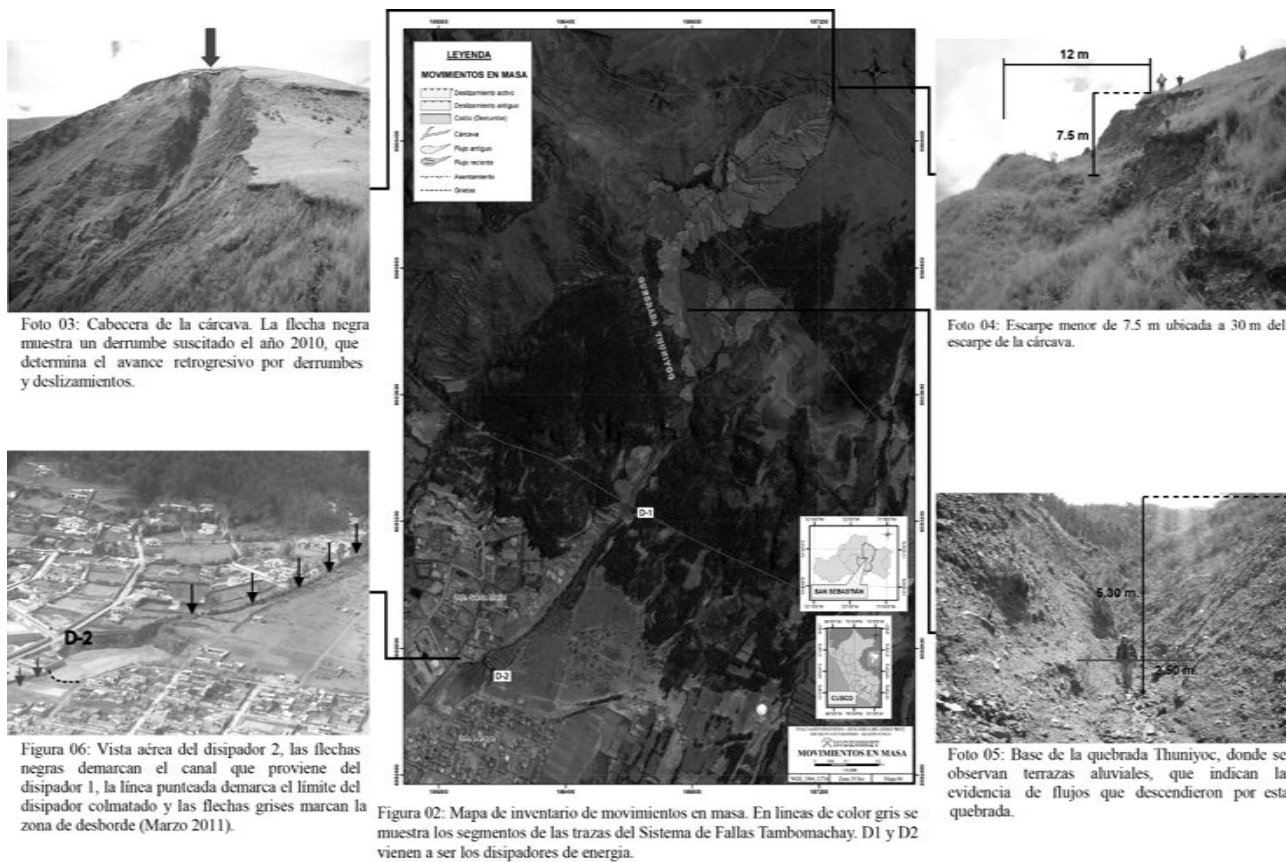 186000
186400
187200
LEYENDA
MOVIMIENTOS EN MASA
Deslizamiento activo
Deslizamiento antiguo
Caída (Derrumbe)
Cárcava
Flujo antiguo
Flujo reciente
Asentamiento
Grietas
QUEBRADA THUNIYOC
D-1
D-2
SAN SEBASTIÁN
CUSCO
MOVIMIENTOS EN MASA
Foto 03: Cabecera de la cárcava. La flecha negra
muestra un derrumbe suscitado el año 2010, que
determina el avance retrogresivo por derrumbes
y deslizamientos.
12 m
7.5 m
Foto 04: Escarpe menor de 7.5 m ubicada a 30 m del
escarpe de la cárcava.
D-2
Figura 06: Vista aérea del disipador 2, las flechas
negras demarcan el canal que proviene del
disipador 1, la línea punteada demarca el límite del
disipador colmatado y las flechas grises marcan la
zona de desborde (Marzo 2011).
5.30 m.
2.50 m.
Foto 05: Base de la quebrada Thuniyoc, donde se
observan terrazas aluviales, que indican la
evidencia de flujos que descendieron por esta
quebrada.
Figura 02: Mapa de inventario de movimientos en masa. En lineas de color gris se
muestra los segmentos de las trazas del Sistema de Fallas Tambomachay. D1 y D2
vienen a ser los disipadores de energia.